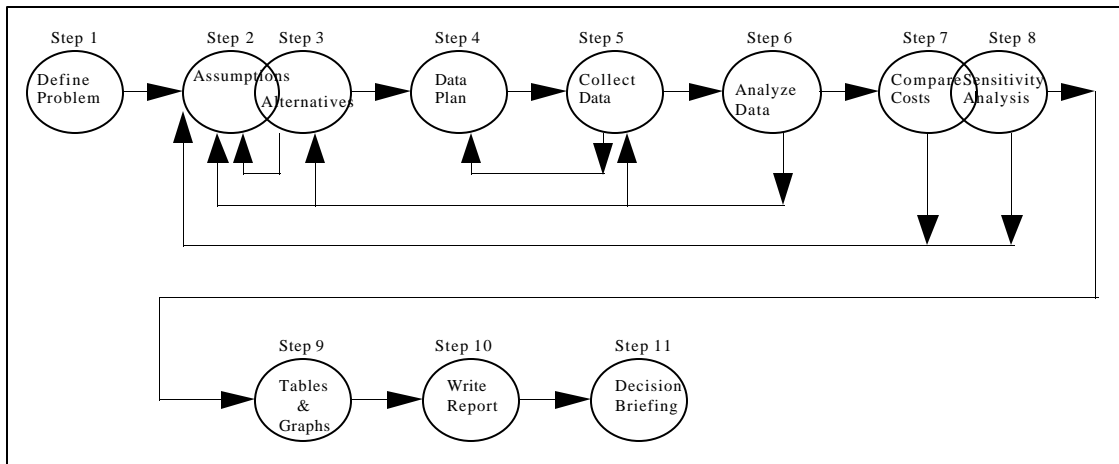 Step 1
Define
Problem
Step 2
Assumptions
Step 3
Alternatives
Step 4
Data
Plan
Step 5
Collect
Data
Step 6
Analyze
Data
Step 7
Compare
Costs
Step 8
Sensitivity
Analysis
Step 9
Tables
&
Graphs
Step 10
Write
Report
Step 11
Decision
Briefing